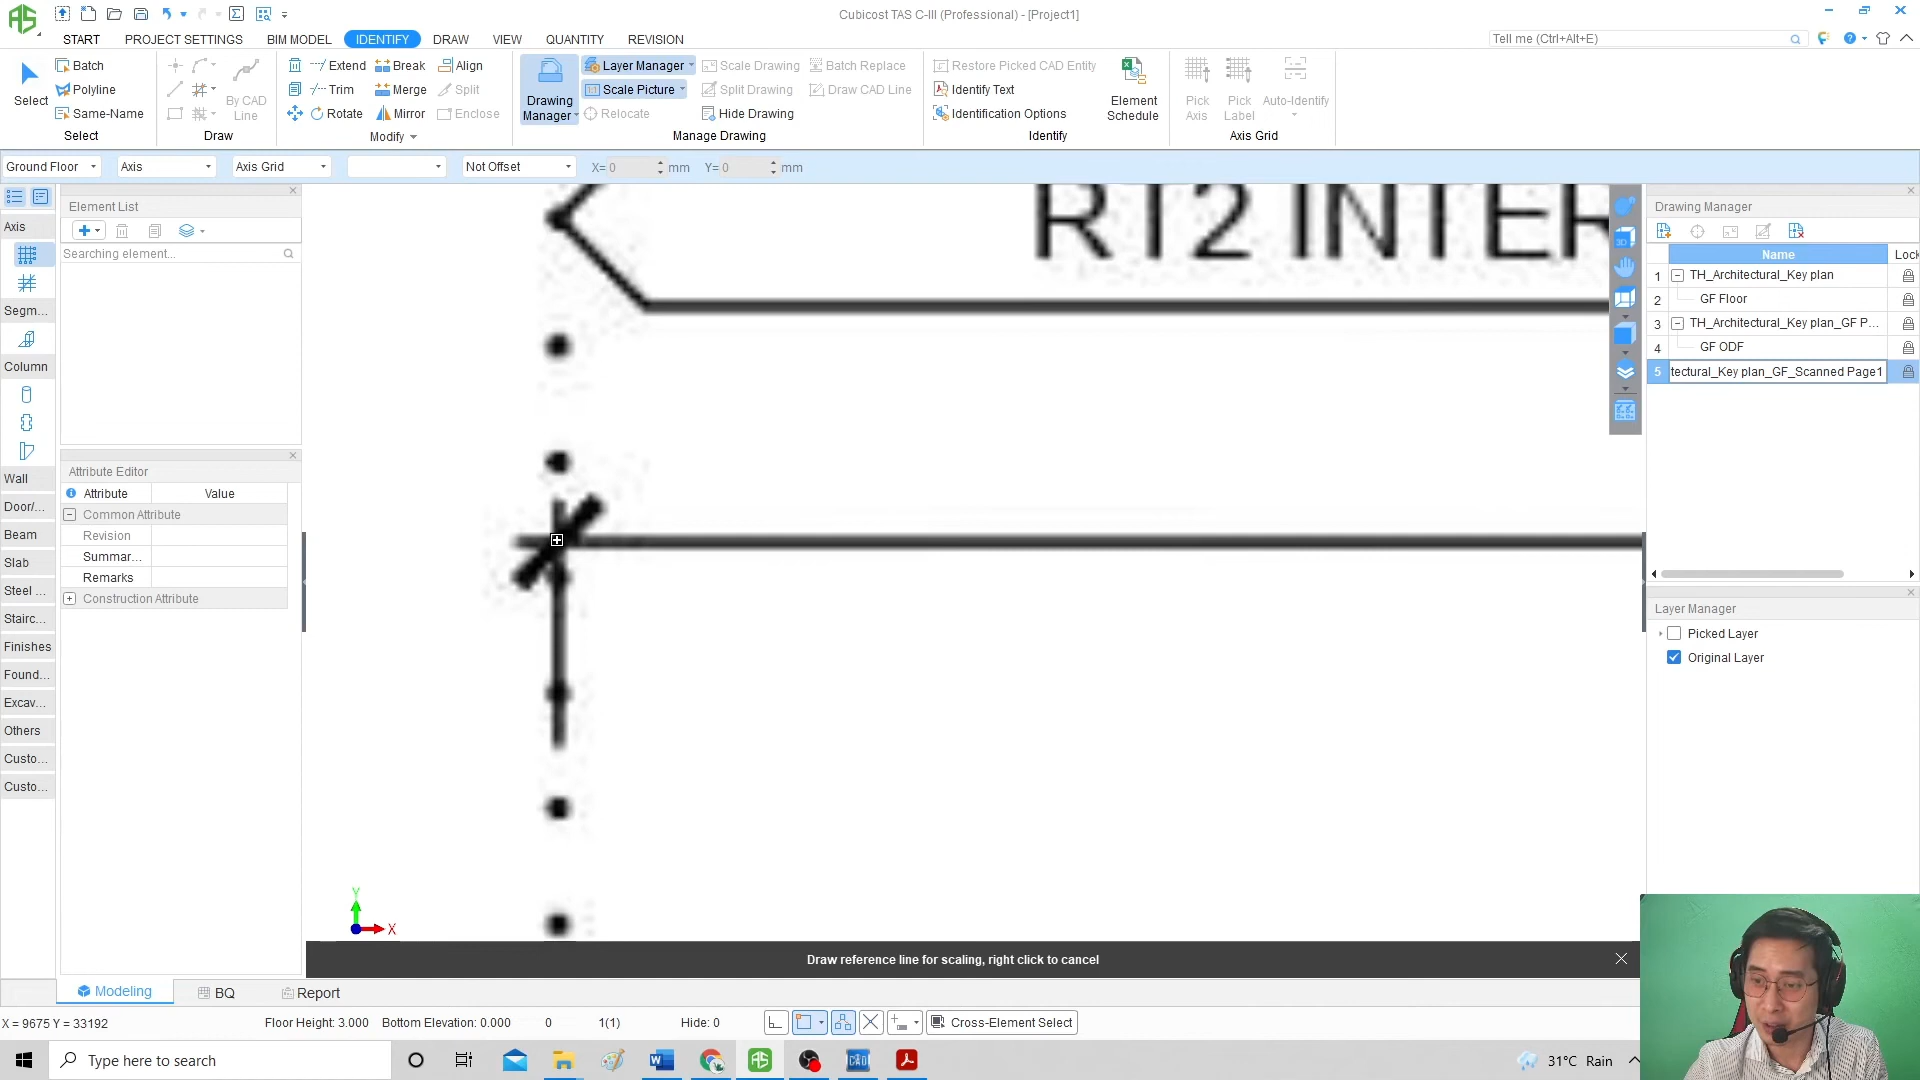 Cubicost TAS C-III (Professional) - [Project1]
START PROJECT SETTINGS BIM MODEL IDENTIFY DRAW VIEW QUANTITY REVISION
Tell me (Ctrl+Alt+E)
Select
Batch
Polyline
Same-Name
Select
By CAD Line
Draw
Extend Break Align
Trim Merge Split
Rotate Mirror Enclose
Modify
Drawing Manager
Layer Manager Scale Drawing Batch Replace
Scale Picture Split Drawing Draw CAD Line
Relocate Hide Drawing
Manage Drawing
Restore Picked CAD Entity
Identify Text
Identification Options
Element Schedule
Identify
Pick Axis
Pick Label
Auto-Identify
Axis Grid
Ground Floor Axis Axis Grid Not Offset X= 0 mm Y= 0 mm
Axis
Segm...
Column
Wall
Door/...
Beam
Slab
Steel ...
Stairc...
Finishes
Found...
Excav...
Others
Custo...
Custo...
Element List
Searching element...
Attribute Editor
Attribute Value
Common Attribute
Revision
Summar...
Remarks
Construction Attribute
RT2 INTER
3D
Y
X
Draw reference line for scaling, right click to cancel
Drawing Manager
Name Lock
1 TH_Architectural_Key plan
2 GF Floor
3 TH_Architectural_Key plan_GF P...
4 GF ODF
5 tectural_Key plan_GF_Scanned Page1
Layer Manager
Picked Layer
Original Layer
Modeling BQ Report
X = 9675 Y = 33192 Floor Height: 3.000 Bottom Elevation: 0.000 0 1(1) Hide: 0 Cross-Element Select
Type here to search
31°C Rain